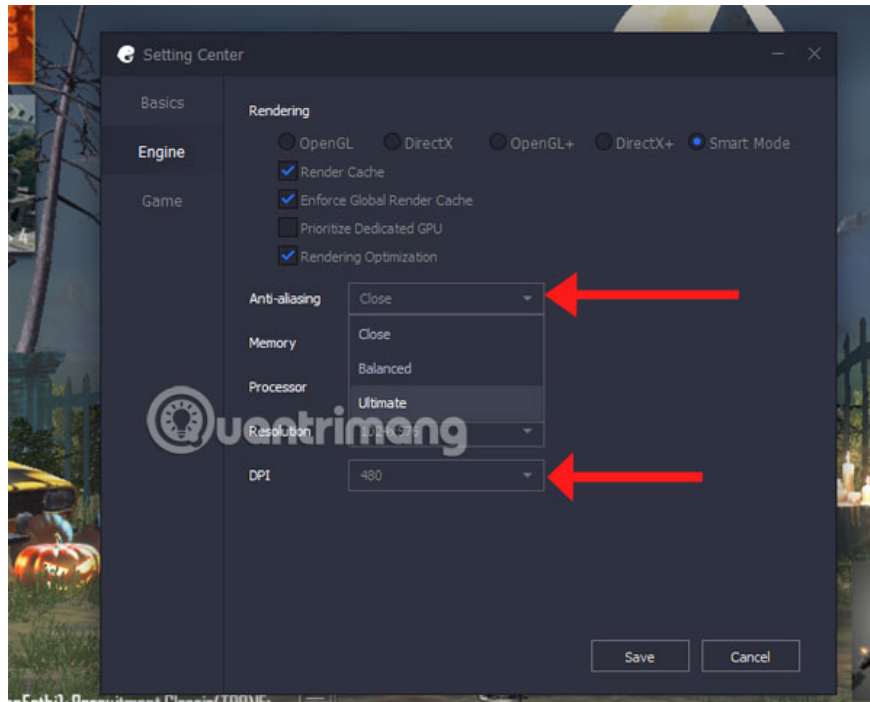 Setting Center
Basics
Engine
Game
Rendering
OpenGL DirectX OpenGL+ DirectX+ Smart Mode
Render Cache
Enforce Global Render Cache
Prioritize Dedicated GPU
Rendering Optimization
Anti-aliasing Close
Close
Memory
Balanced
Processor
Ultimate
Quantrimang
Resolution
DPI 480
Save Cancel